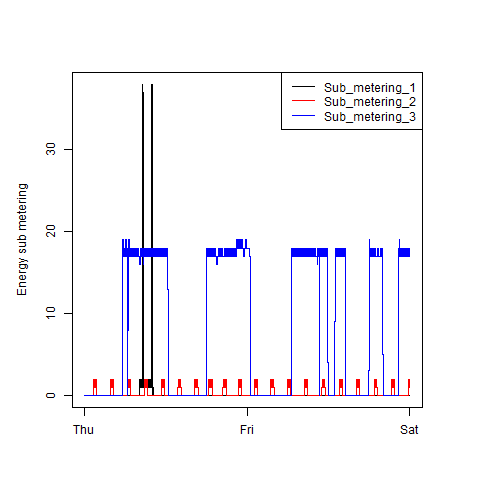 Sub_metering_1
Sub_metering_2
Sub_metering_3
Energy sub metering
30
20
10
0
Thu Fri Sat